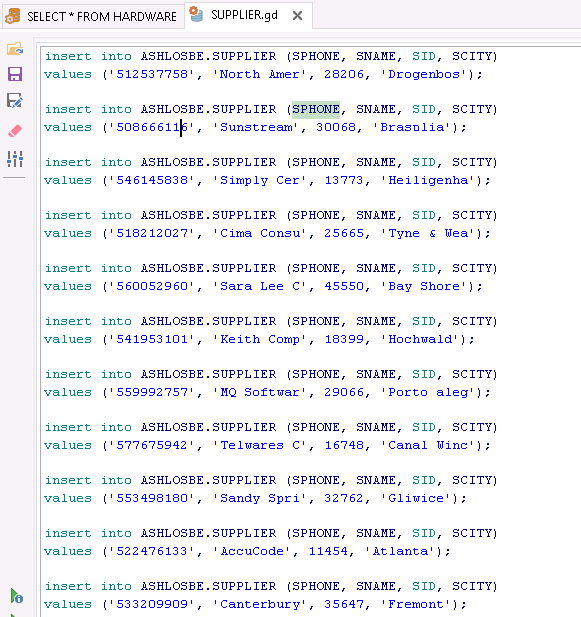 SELECT * FROM HARDWARE SUPPLIER.gd
insert into ASHLOSBE.SUPPLIER (SPHONE, SNAME, SID, SCITY)
values ('512537758', 'North Amer', 28206, 'Drogenbos');
insert into ASHLOSBE.SUPPLIER (SPHONE, SNAME, SID, SCITY)
values ('508666116', 'Sunstream', 30068, 'Brasnlia');
insert into ASHLOSBE.SUPPLIER (SPHONE, SNAME, SID, SCITY)
values ('546145838', 'Simply Cer', 13773, 'Heiligenha');
insert into ASHLOSBE.SUPPLIER (SPHONE, SNAME, SID, SCITY)
values ('518212027', 'Cima Consu', 25665, 'Tyne & Wea');
insert into ASHLOSBE.SUPPLIER (SPHONE, SNAME, SID, SCITY)
values ('560052960', 'Sara Lee C', 45550, 'Bay Shore');
insert into ASHLOSBE.SUPPLIER (SPHONE, SNAME, SID, SCITY)
values ('541953101', 'Keith Comp', 18399, 'Hochwald');
insert into ASHLOSBE.SUPPLIER (SPHONE, SNAME, SID, SCITY)
values ('559992757', 'MQ Softwar', 29066, 'Porto aleg');
insert into ASHLOSBE.SUPPLIER (SPHONE, SNAME, SID, SCITY)
values ('577675942', 'Telwares C', 16748, 'Canal Winc');
insert into ASHLOSBE.SUPPLIER (SPHONE, SNAME, SID, SCITY)
values ('553498180', 'Sandy Spri', 32762, 'Gliwice');
insert into ASHLOSBE.SUPPLIER (SPHONE, SNAME, SID, SCITY)
values ('522476133', 'AccuCode', 11454, 'Atlanta');
insert into ASHLOSBE.SUPPLIER (SPHONE, SNAME, SID, SCITY)
values ('533209909', 'Canterbury', 35647, 'Fremont');